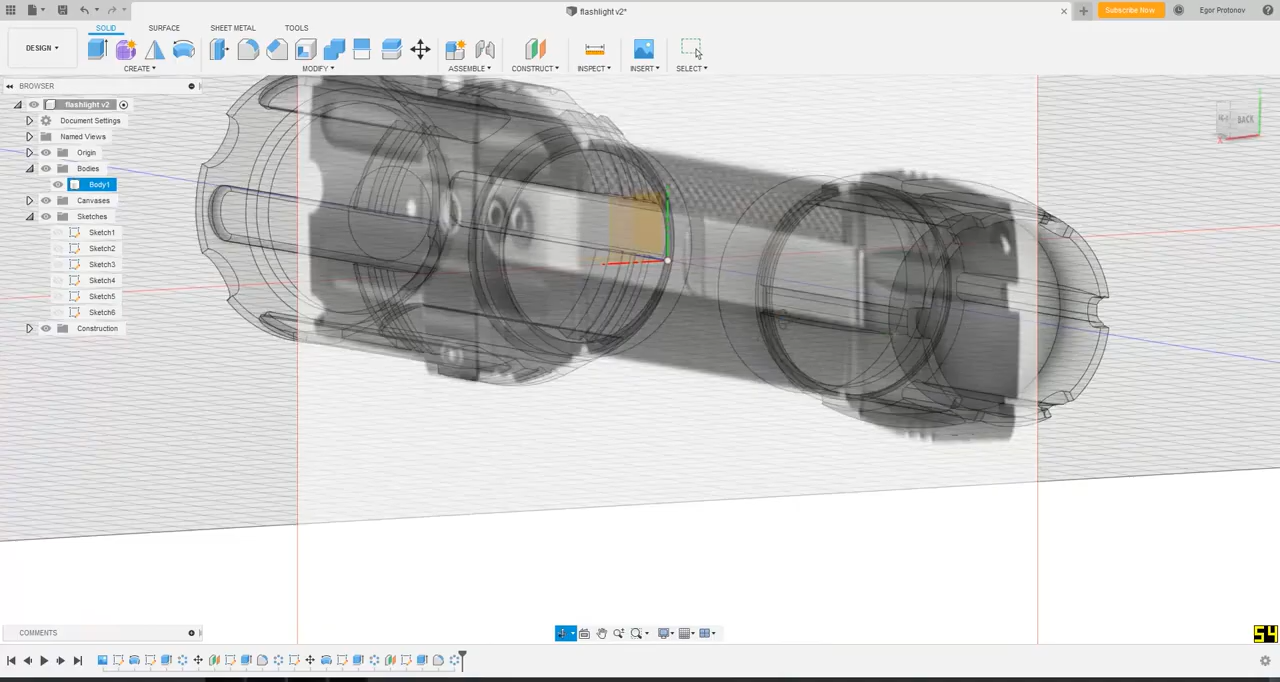 flashlight v2*
Subscribe Now
Egor Protonov
DESIGN
SOLID
SURFACE
SHEET METAL
TOOLS
CREATE
MODIFY
ASSEMBLE
CONSTRUCT
INSPECT
INSERT
SELECT
BROWSER
flashlight v2
Document Settings
Named Views
Origin
Bodies
Body1
Canvases
Sketches
Sketch1
Sketch2
Sketch3
Sketch4
Sketch5
Sketch6
Construction
BACK
COMMENTS
54